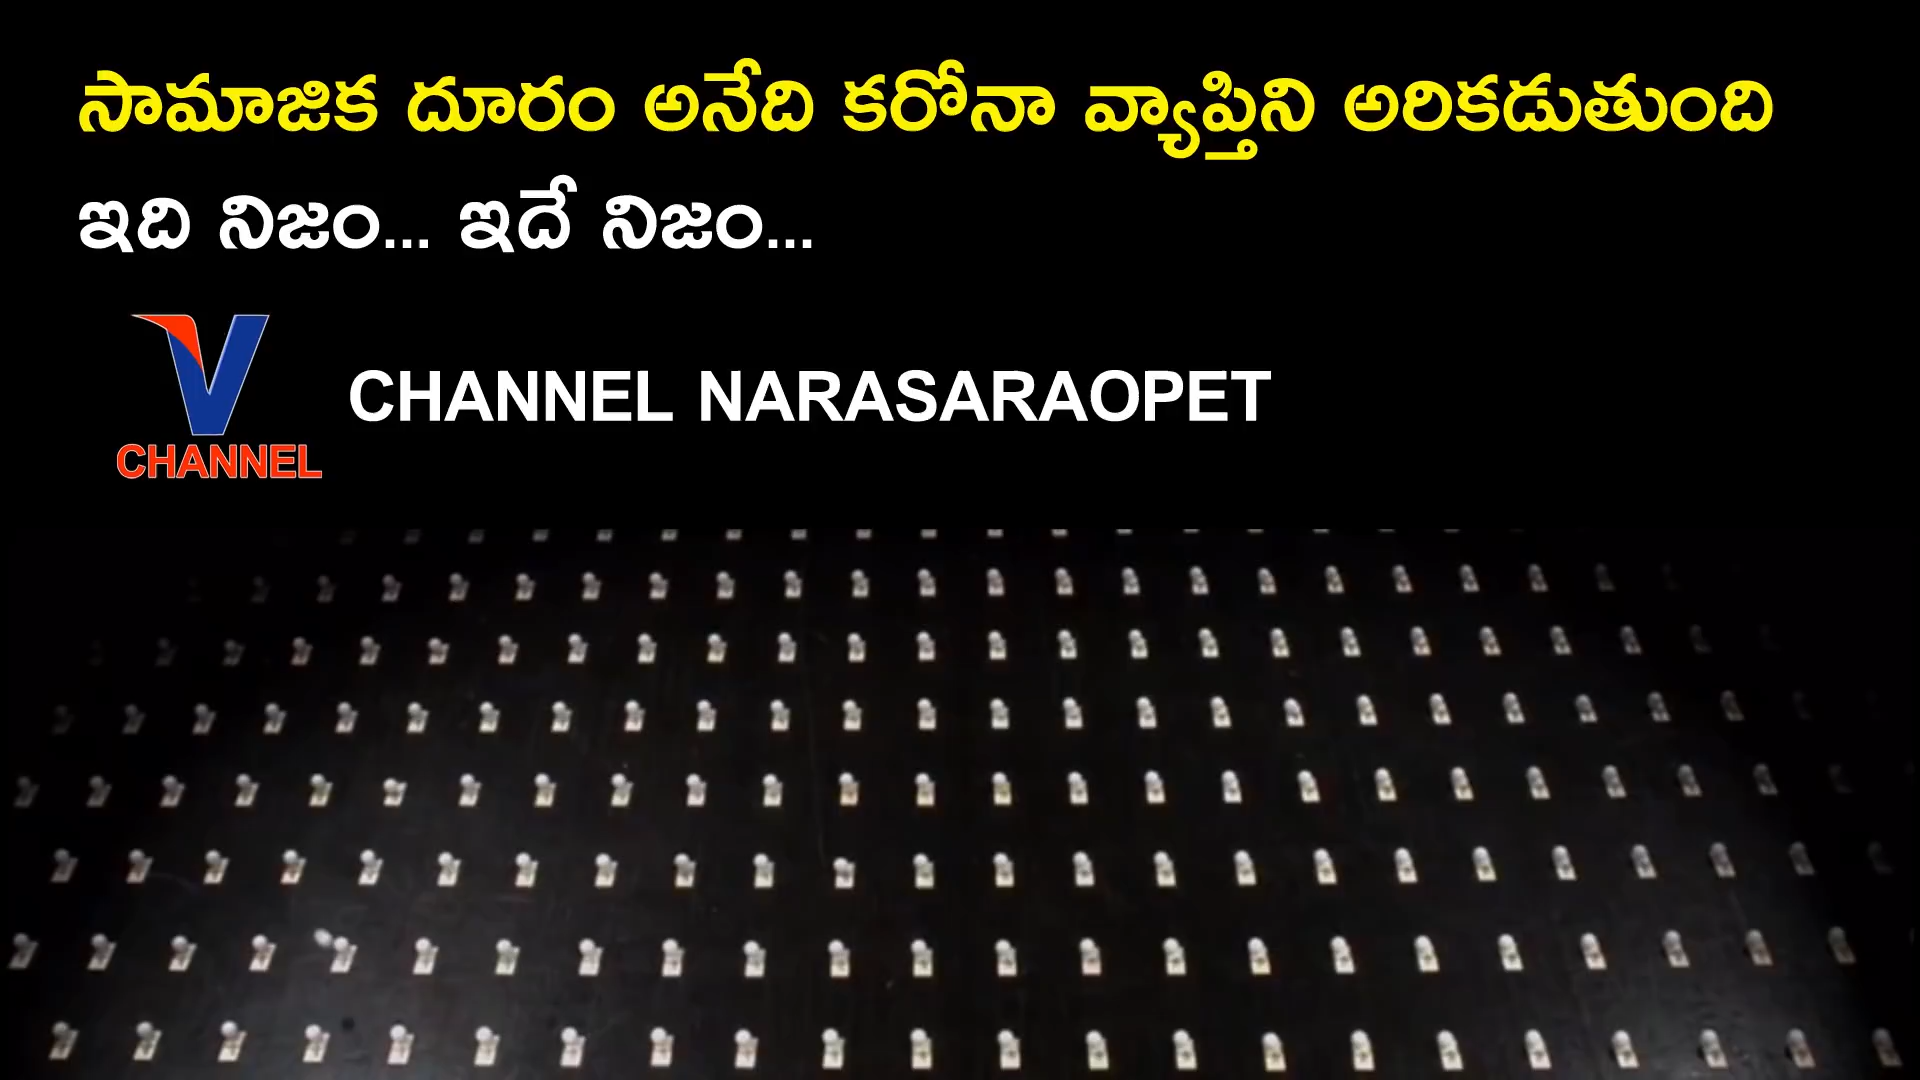 సామాజిక దూరం అనేది కరోనా వ్యాప్తిని అరికడుతుంది
ఇది నిజం... ఇదే నిజం...
V
CHANNEL
CHANNEL NARASARAOPET